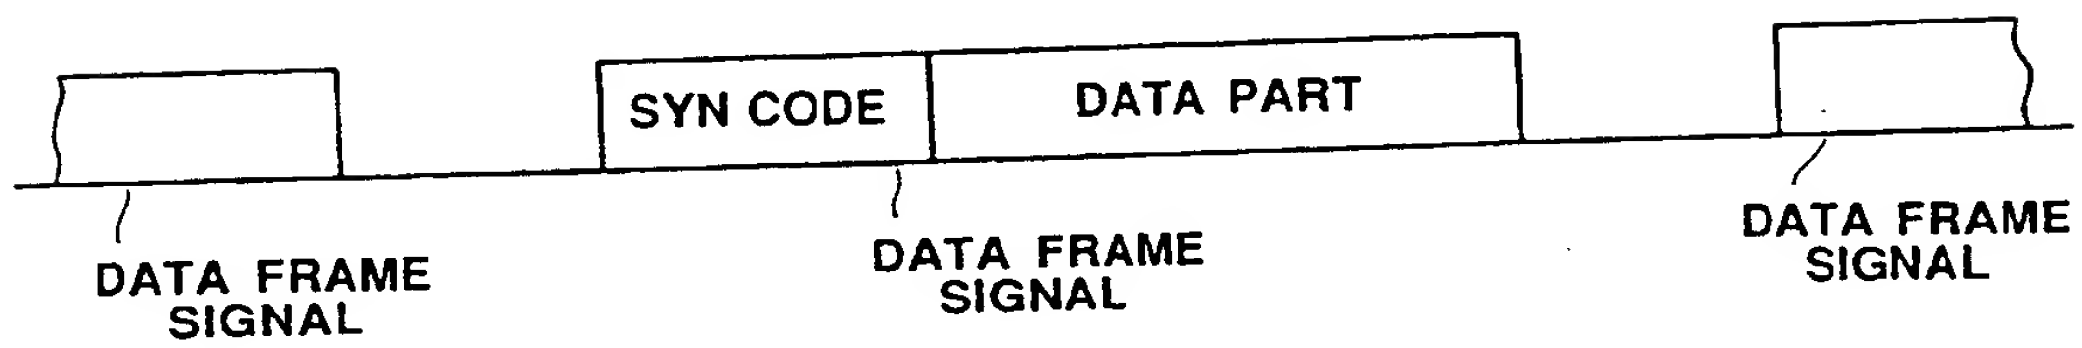 SYN CODE
DATA PART
DATA FRAME
SIGNAL
DATA FRAME
SIGNAL
DATA FRAME
SIGNAL